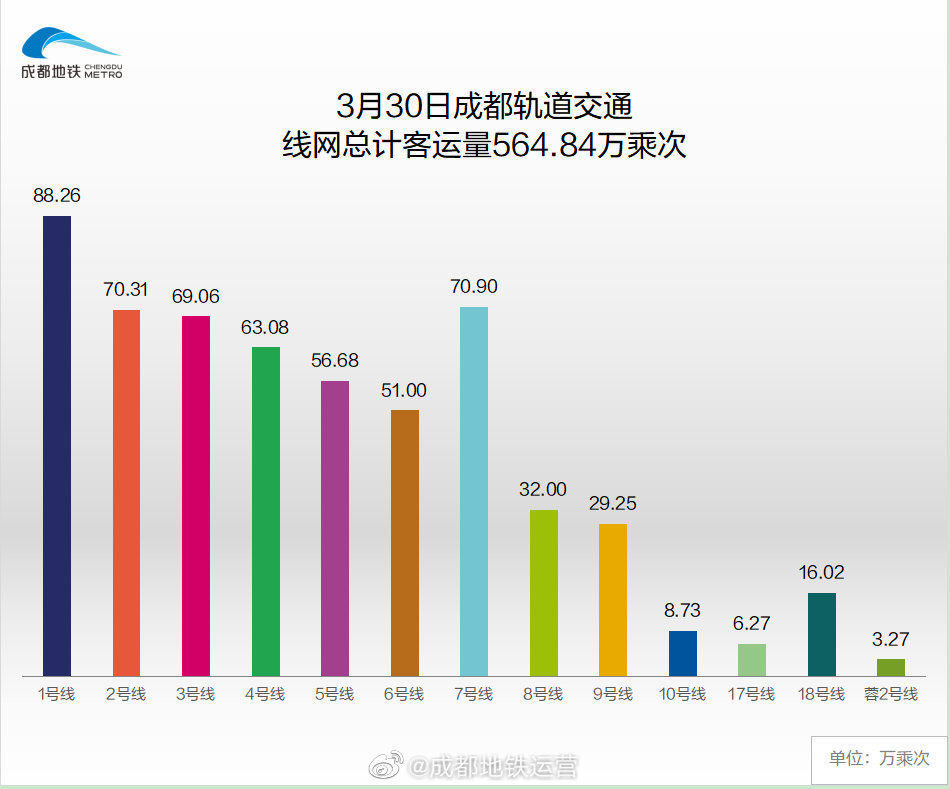 成都地铁 CHENGDU METRO
3月30日成都轨道交通
线网总计客运量564.84万乘次
88.26
70.31
69.06
63.08
56.68
51.00
70.90
32.00
29.25
8.73
6.27
16.02
3.27
1号线
2号线
3号线
4号线
5号线
6号线
7号线
8号线
9号线
10号线
17号线
18号线
蓉2号线
单位：万乘次
@成都地铁运营